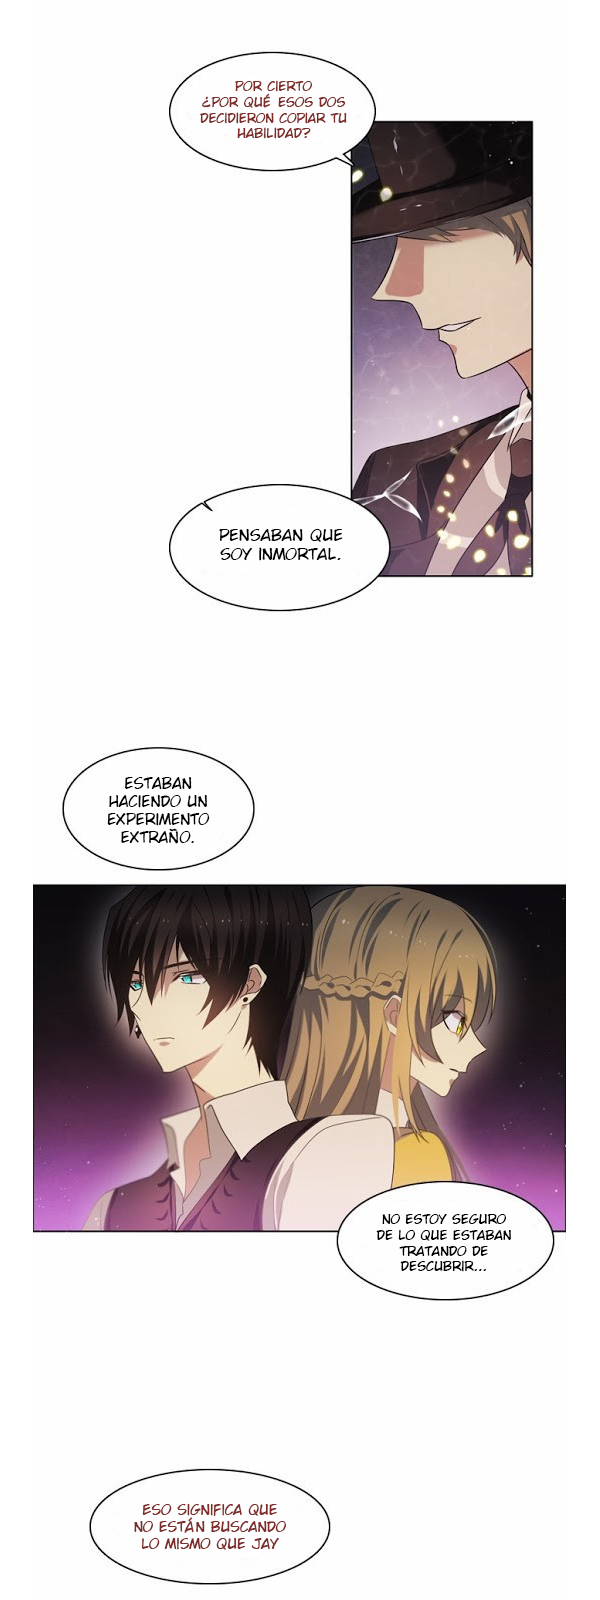 POR CIERTO
¿POR QUÉ ESOS DOS
DECIDIERON COPIAR TU
HABILIDAD?
PENSABAN QUE
SOY INMORTAL.
ESTABAN
HACIENDO UN
EXPERIMENTO
EXTRAÑO.
NO ESTOY SEGURO
DE LO QUE ESTABAN
TRATANDO DE
DESCUBRIR...
ESO SIGNIFICA QUE
NO ESTÁN BUSCANDO
LO MISMO QUE JAY